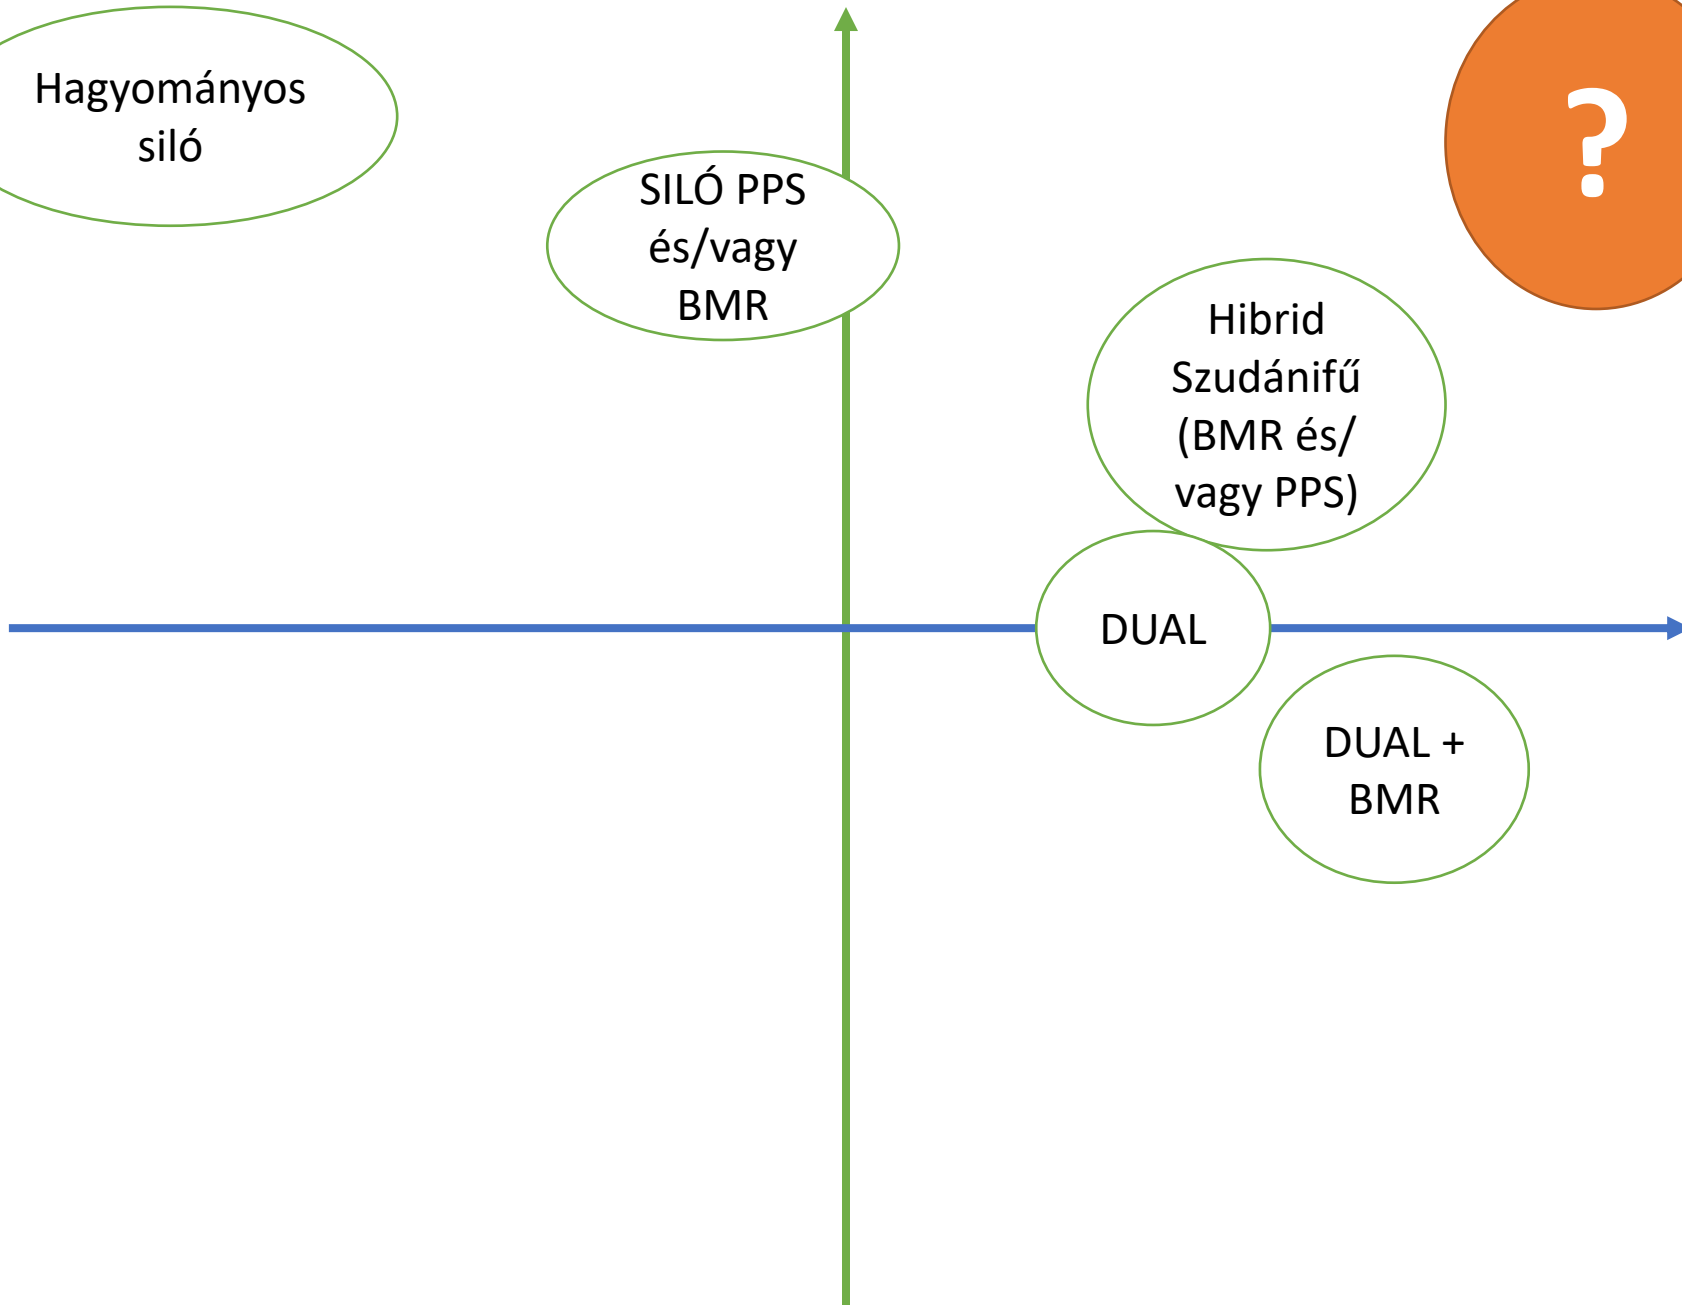 Hagyományos
siló
?
SILÓ PPS
és/vagy
BMR
Hibrid
Szudánifű
(BMR és/
vagy PPS)
DUAL
DUAL +
BMR